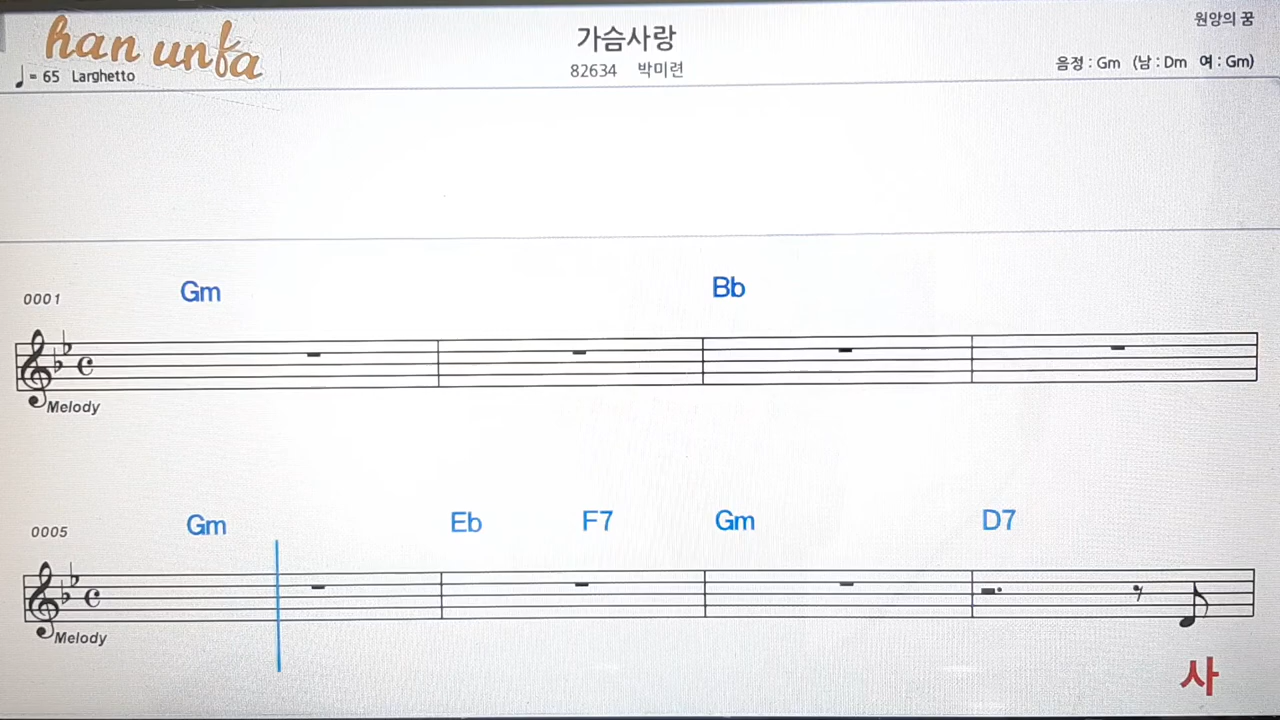 han unfa
원앙의 꿈
가슴사랑
♩= 65 Larghetto
82634 박미련
음정 : Gm (남 : Dm 여 : Gm)
0001 Gm Bb
Melody
0005 Gm Eb F7 Gm D7
Melody
사